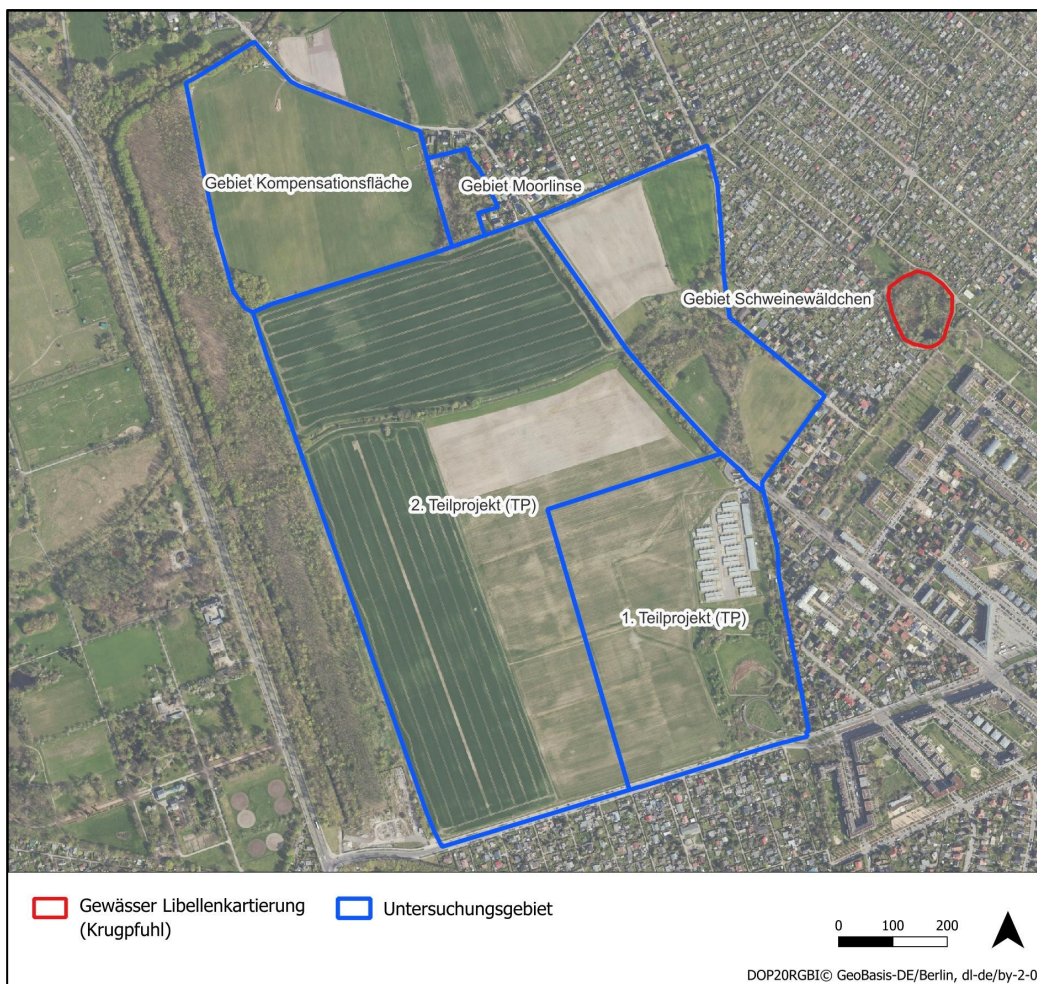 Gebiet Kompensationsfläche
Gebiet Moorlinse
Gebiet Schweinewäldchen
2. Teilprojekt (TP)
1. Teilprojekt (TP)
Gewässer Libellenkartierung
(Krugpfuhl)
Untersuchungsgebiet
0 100 200
DOP20RGBI© GeoBasis-DE/Berlin, dl-de/by-2-0